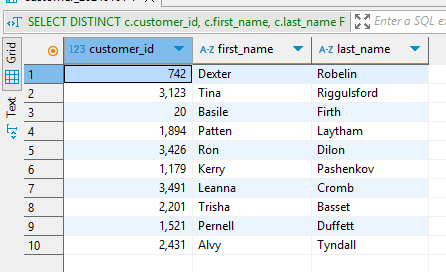 SELECT DISTINCT c.customer_id, c.first_name, c.last_name F
Enter a SQL ex
Grid
Text
123 customer_id A-Z first_name A-Z last_name
1 742 Dexter Robelin
2 3,123 Tina Riggulsford
3 20 Basile Firth
4 1,894 Patten Laytham
5 3,426 Ron Dilon
6 1,179 Kerry Pashenkov
7 3,491 Leanna Cromb
8 2,201 Trisha Basset
9 1,521 Pernell Duffett
10 2,431 Alvy Tyndall